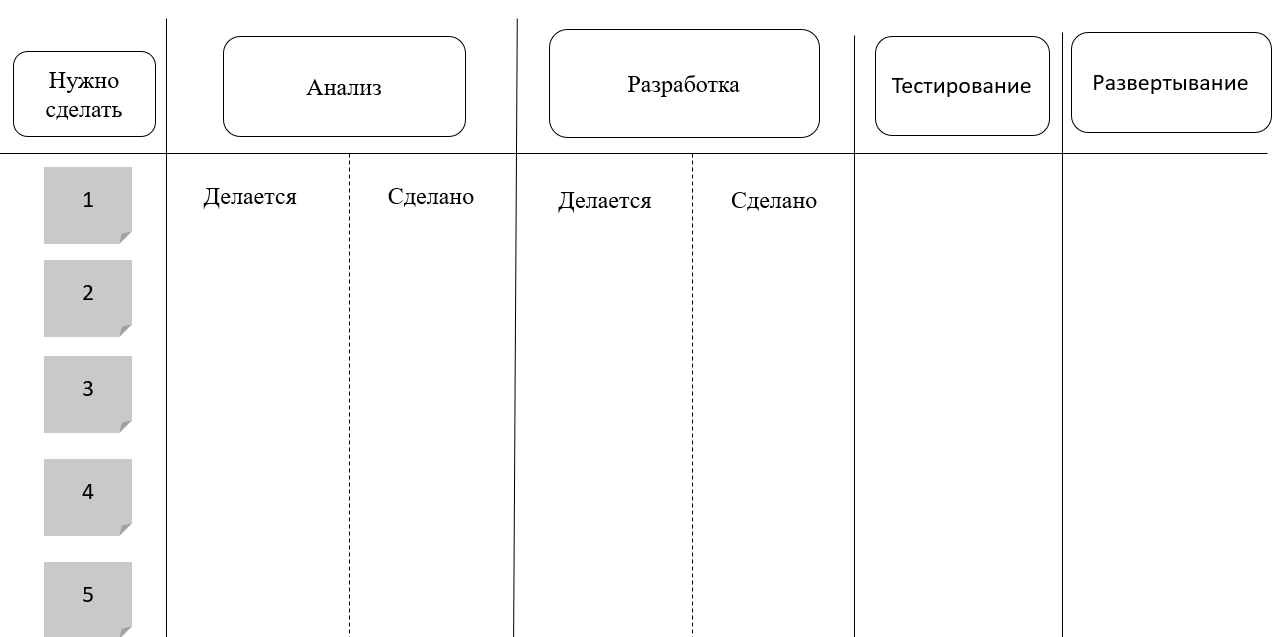 Нужно
сделать
Анализ
Разработка
Тестирование
Развертывание
1
Делается
Сделано
Делается
Сделано
2
3
4
5